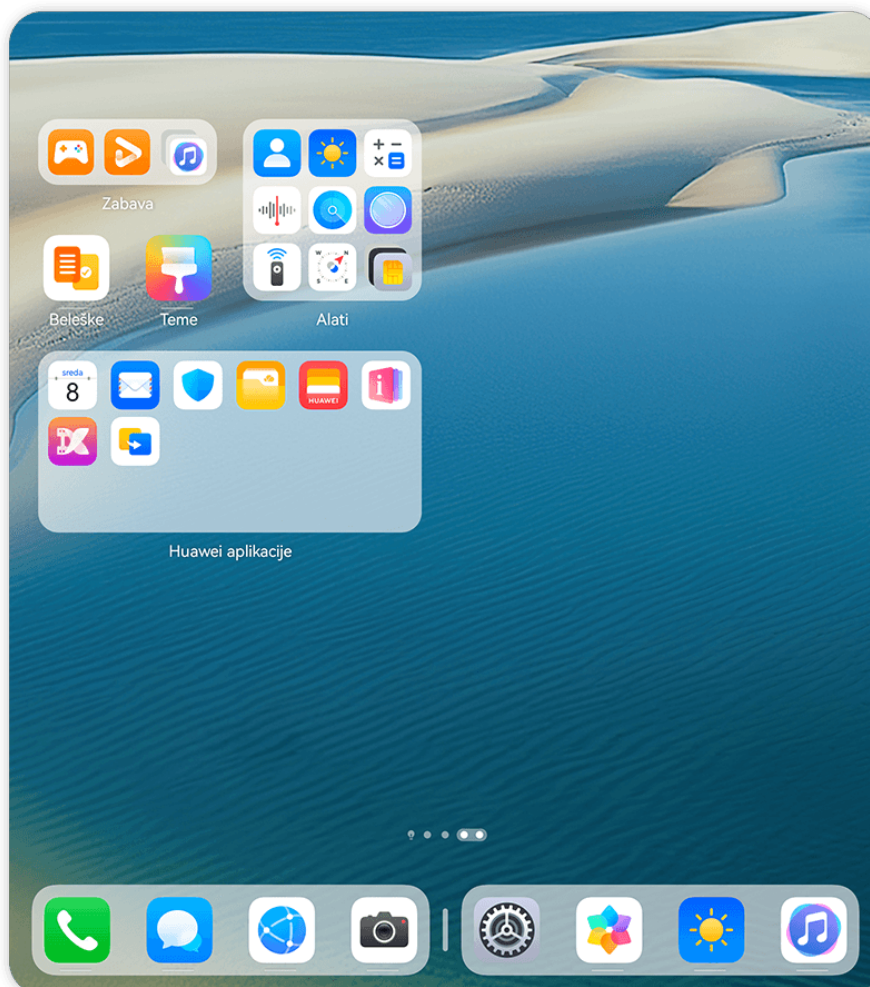 Zabava
Beleške
Teme
Alati
sreda
8
HUAWEI
i
W N
S E
Huawei aplikacije